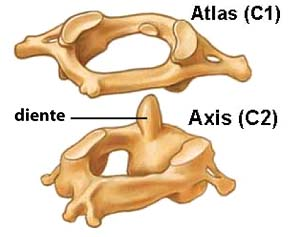 Atlas (C1)
diente
Axis (C2)